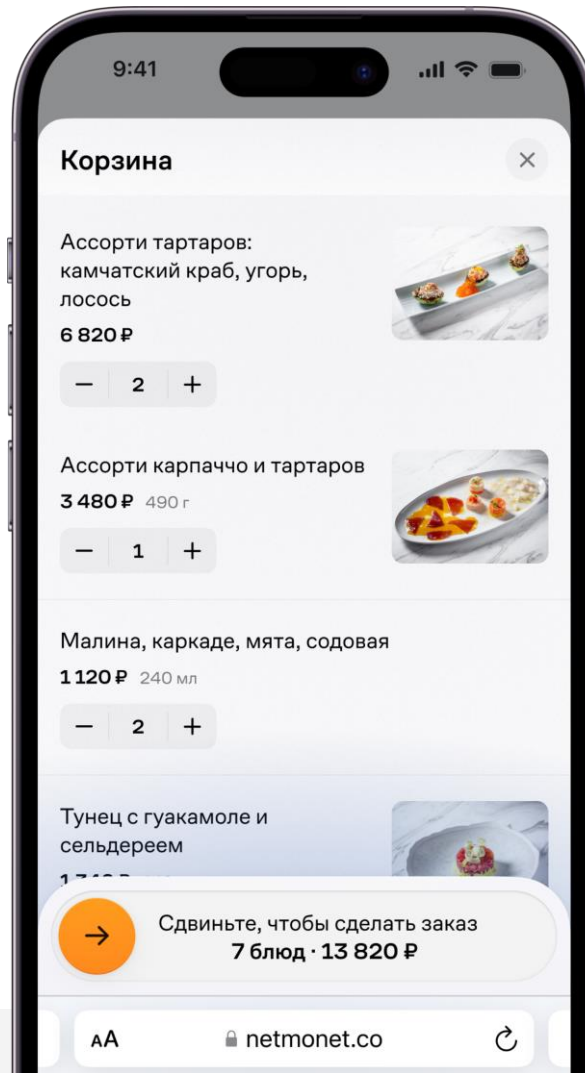 9:41
Корзина
Ассорти тартаров:
камчатский краб, угорь,
лосось
6 820 ₽
− 2 +
Ассорти карпаччо и тартаров
3 480 ₽ 490 г
− 1 +
Малина, каркаде, мята, содовая
1 120 ₽ 240 мл
− 2 +
Тунец с гуакамоле и
сельдереем
Сдвиньте, чтобы сделать заказ
7 блюд · 13 820 ₽
AA netmonet.co